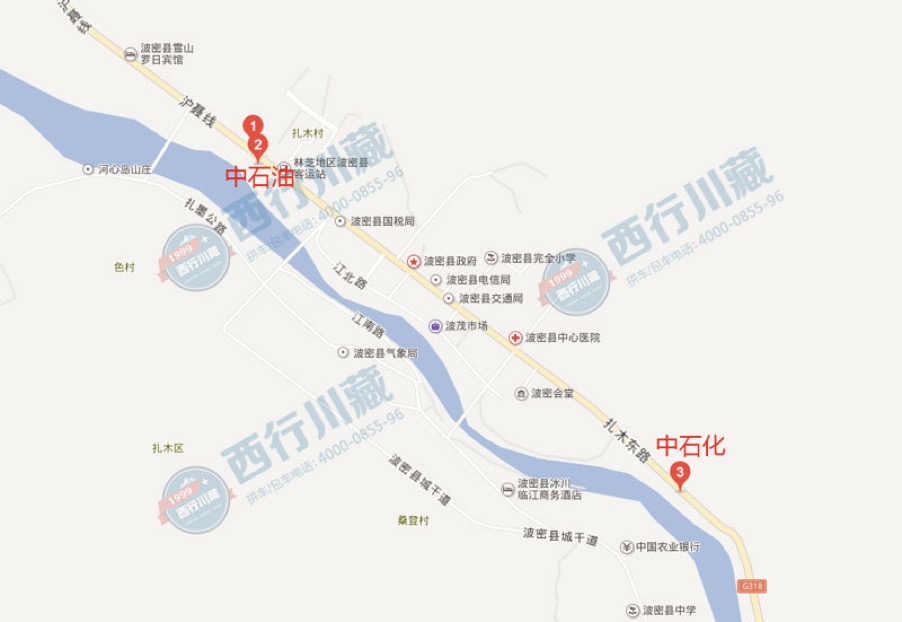 沪聂线
波密县雪山
罗日宾馆
沪聂线
1
2
扎木村
林芝地区波密县
客运站
中石油
河心岛山庄
扎墨公路
西行川藏
拼车/包车电话：4000-0855-96
1999
西行川藏
波密县国税局
色村
波密县政府
波密县完全小学
西行川藏
拼车/包车电话：4000-0855-96
1999
西行川藏
江北路
波密县电信局
波密县交通局
江南路
波茂市场
波密县中心医院
波密县气象局
波密会堂
西行川藏
拼车/包车电话：4000-0855-96
1999
西行川藏
扎木东路
中石化
3
扎木区
波密县城干道
波密县冰川
临江商务酒店
桑登村
波密县城干道
中国农业银行
G318
波密县中学